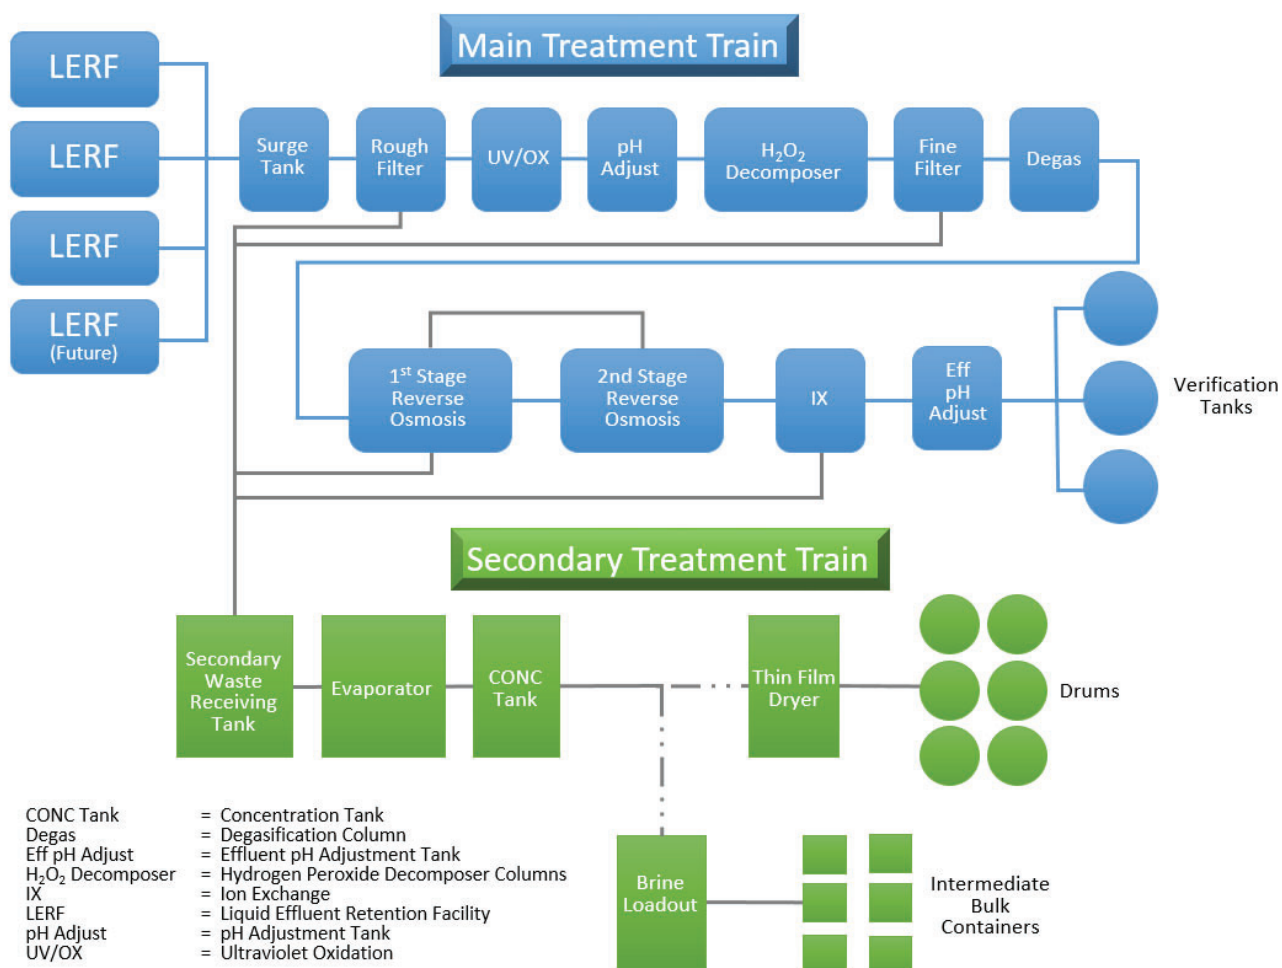 Main Treatment Train
LERF
LERF
LERF
LERF
(Future)
Surge
Tank
Rough
Filter
UV/OX
pH
Adjust
H₂O₂
Decomposer
Fine
Filter
Degas
1st Stage
Reverse
Osmosis
2nd Stage
Reverse
Osmosis
IX
Eff
pH
Adjust
Verification
Tanks
Secondary Treatment Train
Secondary
Waste
Receiving
Tank
Evaporator
CONC
Tank
Thin Film
Dryer
Drums
Brine
Loadout
Intermediate
Bulk
Containers
CONC Tank = Concentration Tank
Degas = Degasification Column
Eff pH Adjust = Effluent pH Adjustment Tank
H₂O₂ Decomposer = Hydrogen Peroxide Decomposer Columns
IX = Ion Exchange
LERF = Liquid Effluent Retention Facility
pH Adjust = pH Adjustment Tank
UV/OX = Ultraviolet Oxidation